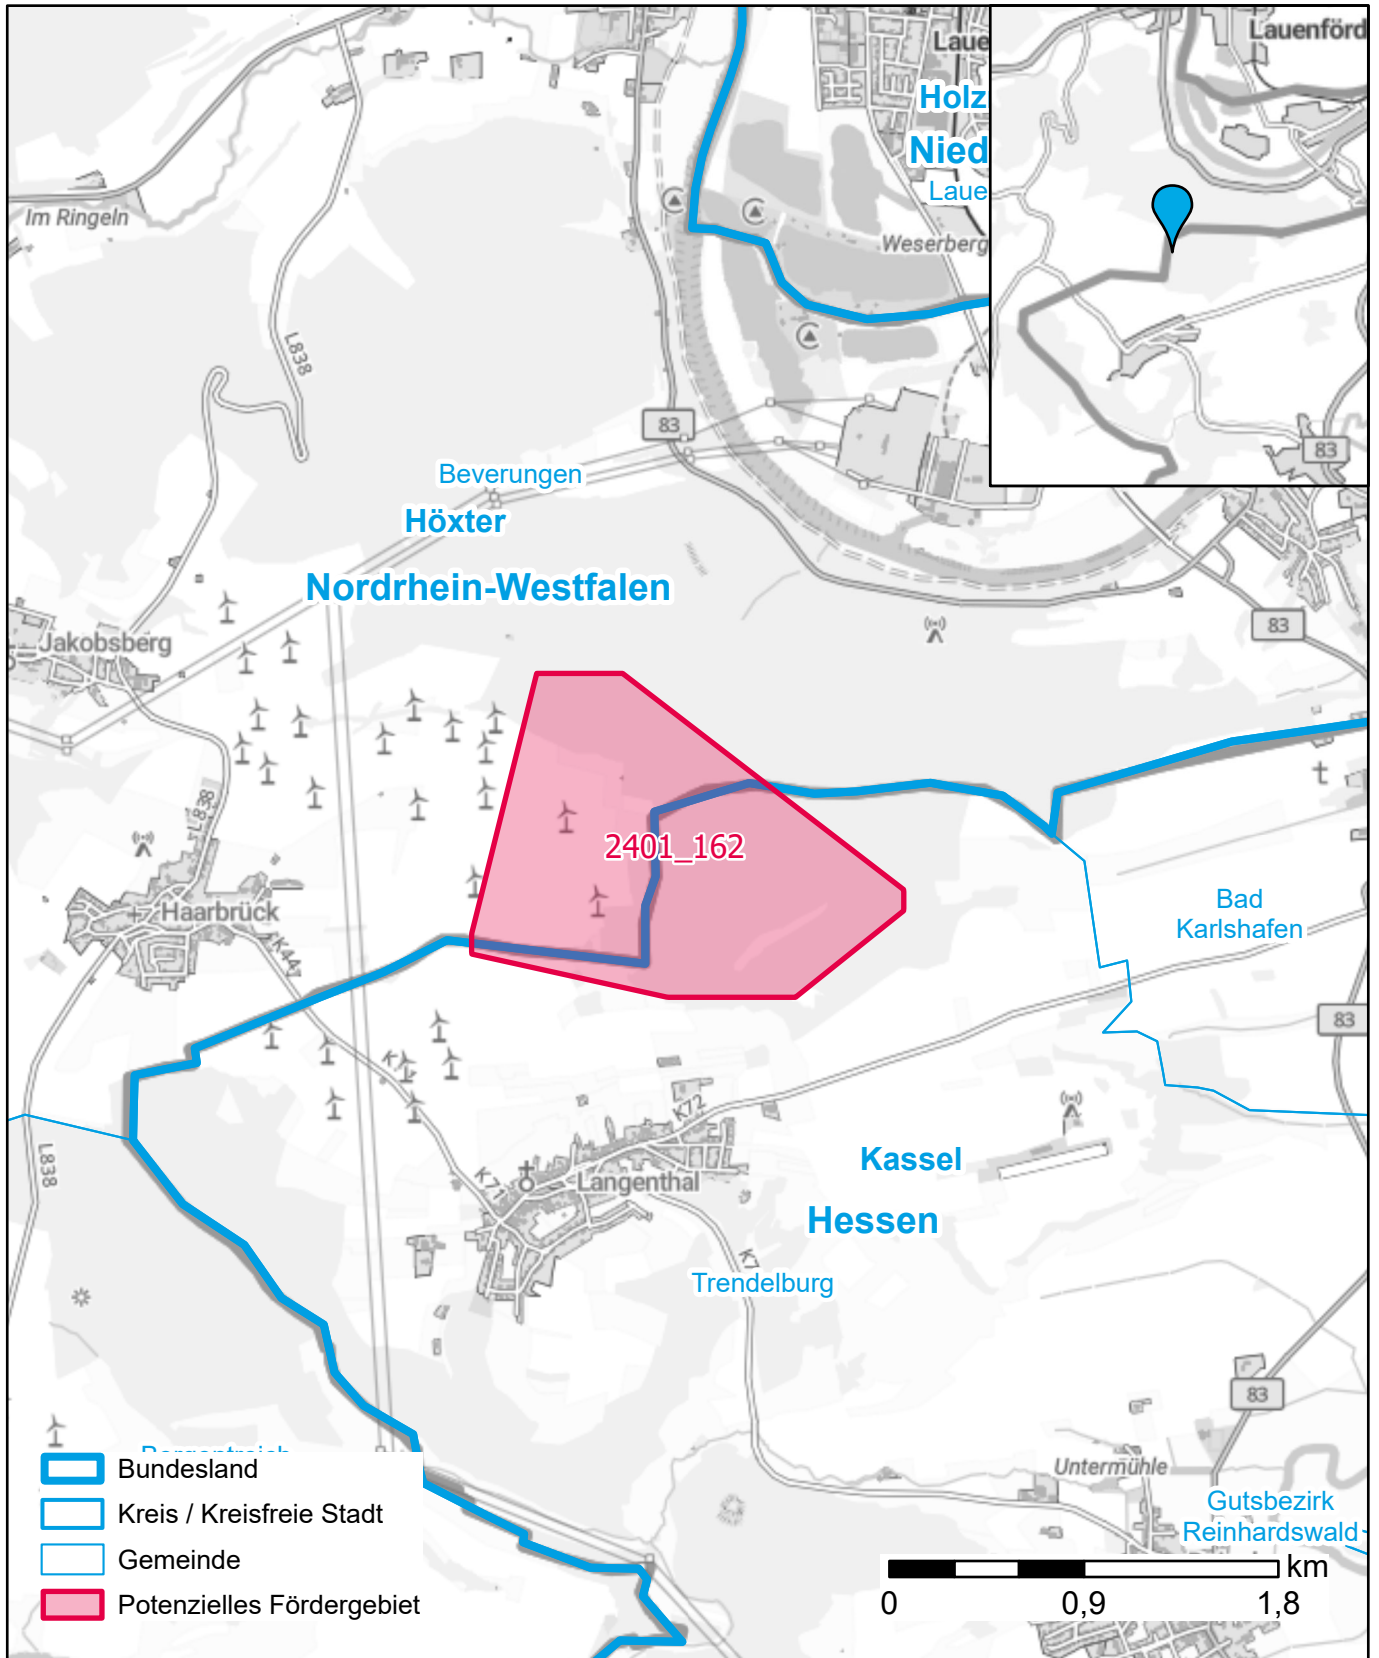 Laue
Holz
Nied
Laue
Weserberg
Lauenförd
83
Im Ringeln
L838
83
Beverungen
Höxter
Nordrhein-Westfalen
83
Jakobsberg
L838
2401_162
Haarbrück
K447
Bad
Karlshafen
83
K72
L838
K71
Langenthal
Kassel
Hessen
K7
Trendelburg
83
Untermühle
Gutsbezirk
Reinhardswald
Bundesland
Kreis / Kreisfreie Stadt
Gemeinde
Potenzielles Fördergebiet
km
0
0,9
1,8